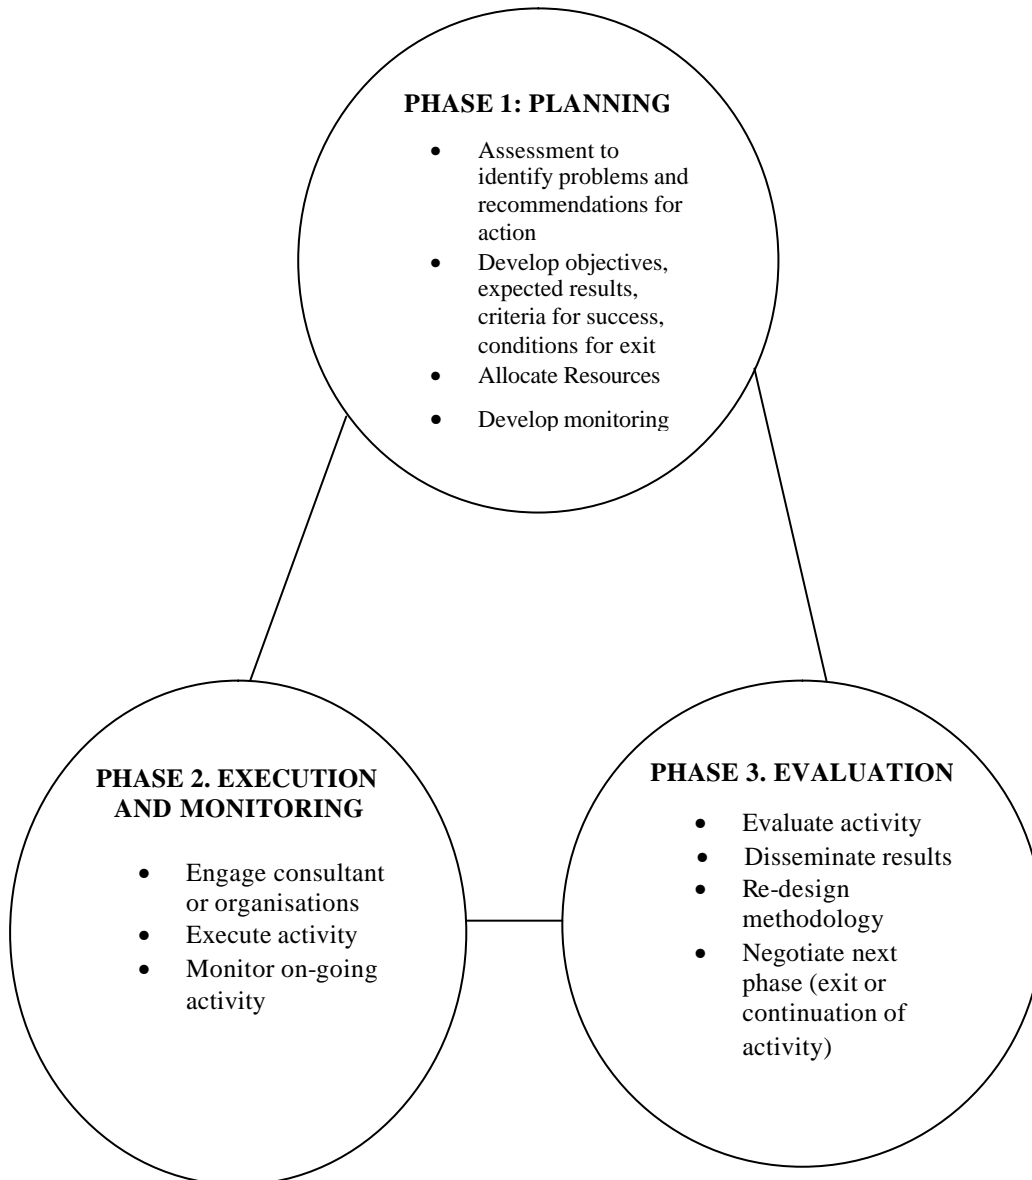 PHASE 1: PLANNING
• Assessment to
identify problems and
recommendations for
action
• Develop objectives,
expected results,
criteria for success,
conditions for exit
• Allocate Resources
• Develop monitoring
PHASE 2. EXECUTION
AND MONITORING
• Engage consultant
or organisations
• Execute activity
• Monitor on-going
activity
PHASE 3. EVALUATION
• Evaluate activity
• Disseminate results
• Re-design
methodology
• Negotiate next
phase (exit or
continuation of
activity)